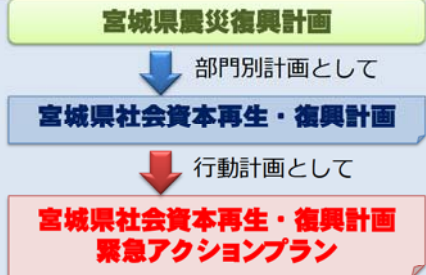 宮城県震災復興計画
部門別計画として
宮城県社会資本再生・復興計画
行動計画として
宮城県社会資本再生・復興計画
緊急アクションプラン